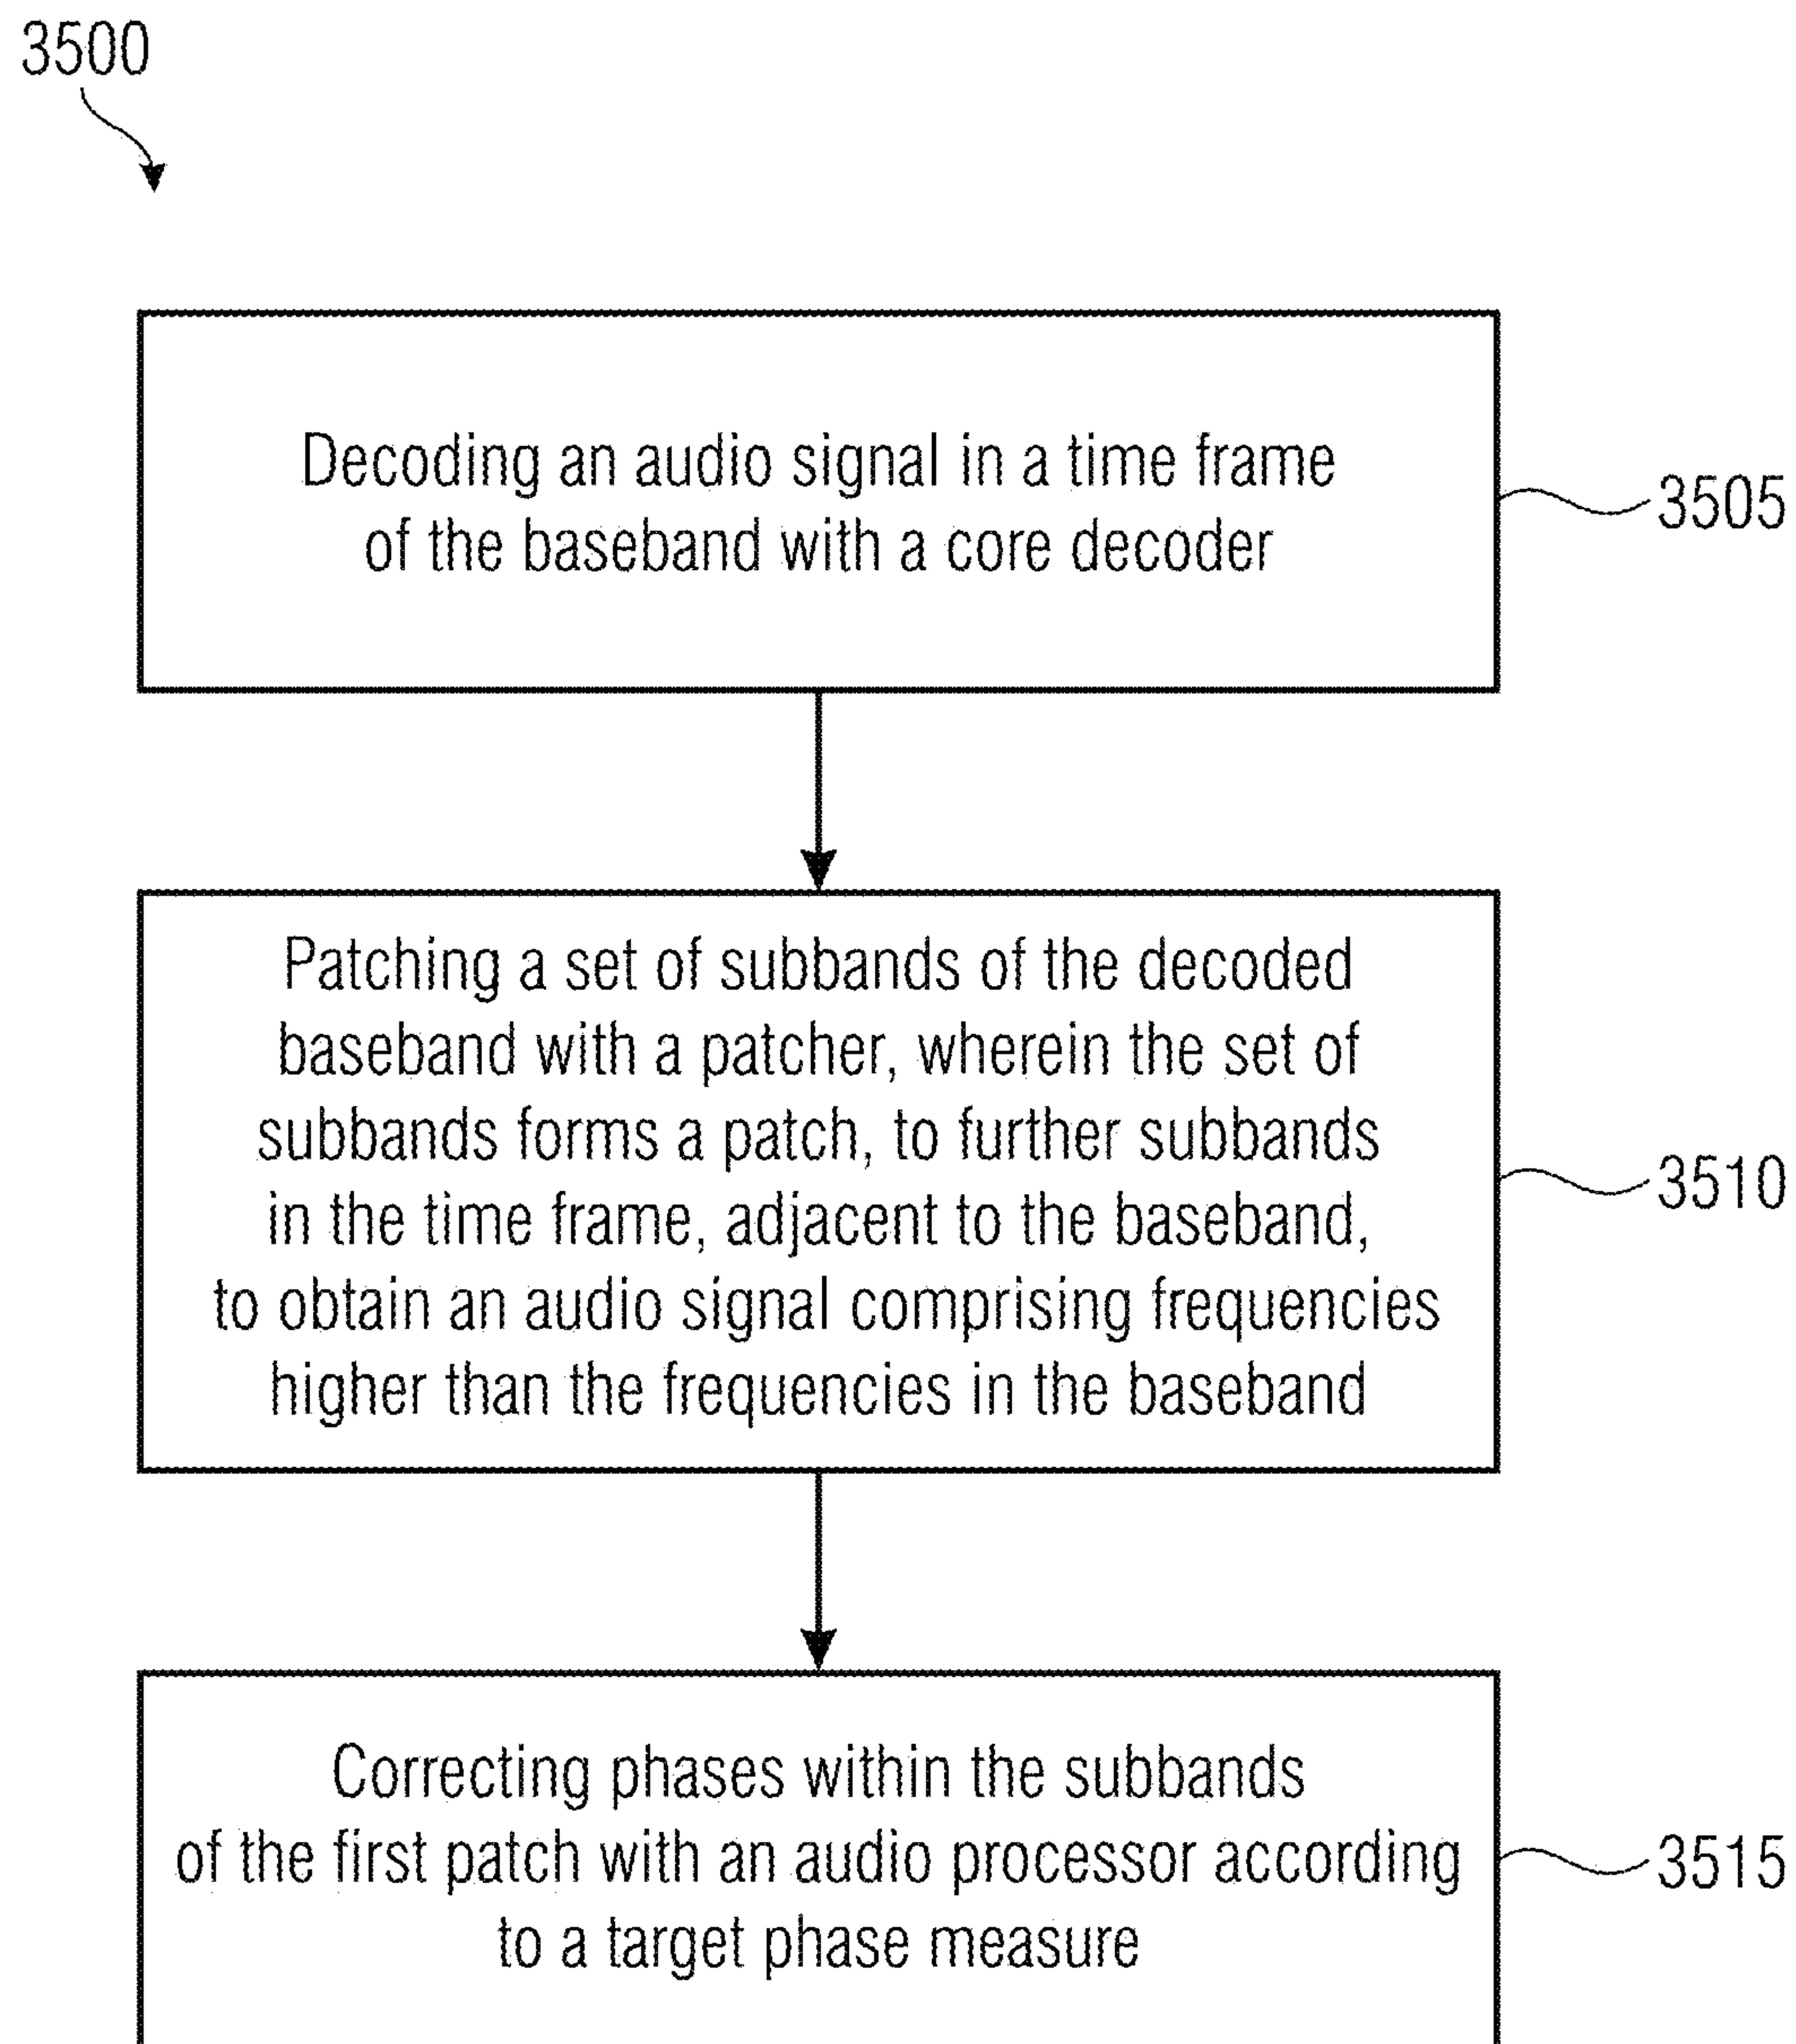 3500
Decoding an audio signal in a time frame
of the baseband with a core decoder
3505
Patching a set of subbands of the decoded
baseband with a patcher, wherein the set of
subbands forms a patch, to further subbands
in the time frame, adjacent to the baseband,
to obtain an audio signal comprising frequencies
higher than the frequencies in the baseband
3510
Correcting phases within the subbands
of the first patch with an audio processor according
to a target phase measure
3515